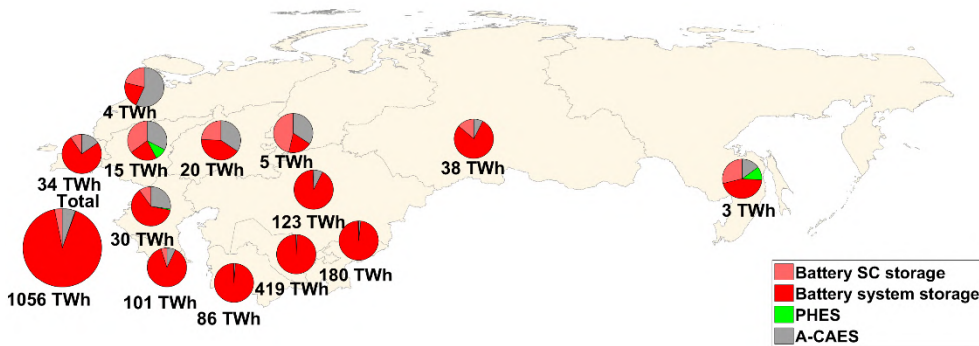 4 TWh
34 TWh
15 TWh
20 TWh
5 TWh
38 TWh
3 TWh
Total
1056 TWh
30 TWh
123 TWh
101 TWh
86 TWh
419 TWh
180 TWh
Battery SC storage
Battery system storage
PHES
A-CAES